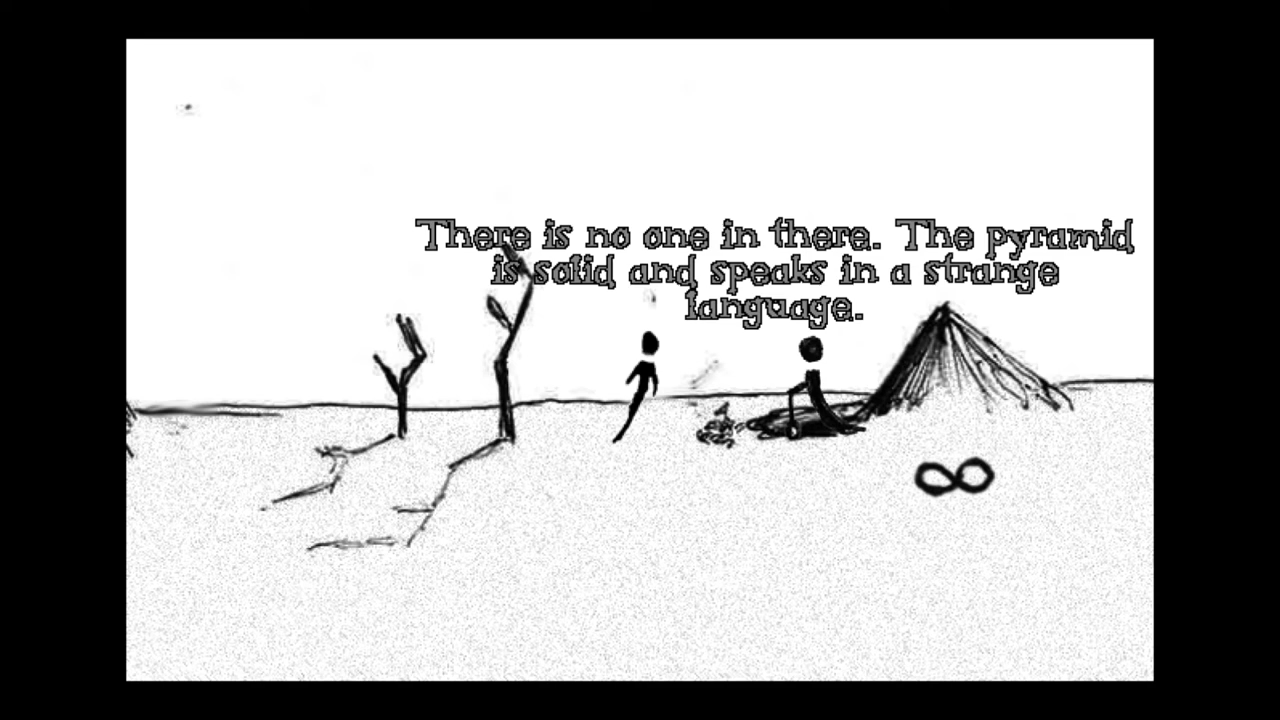 There is no one in there. The pyramid
is solid and speaks in a strange
language.